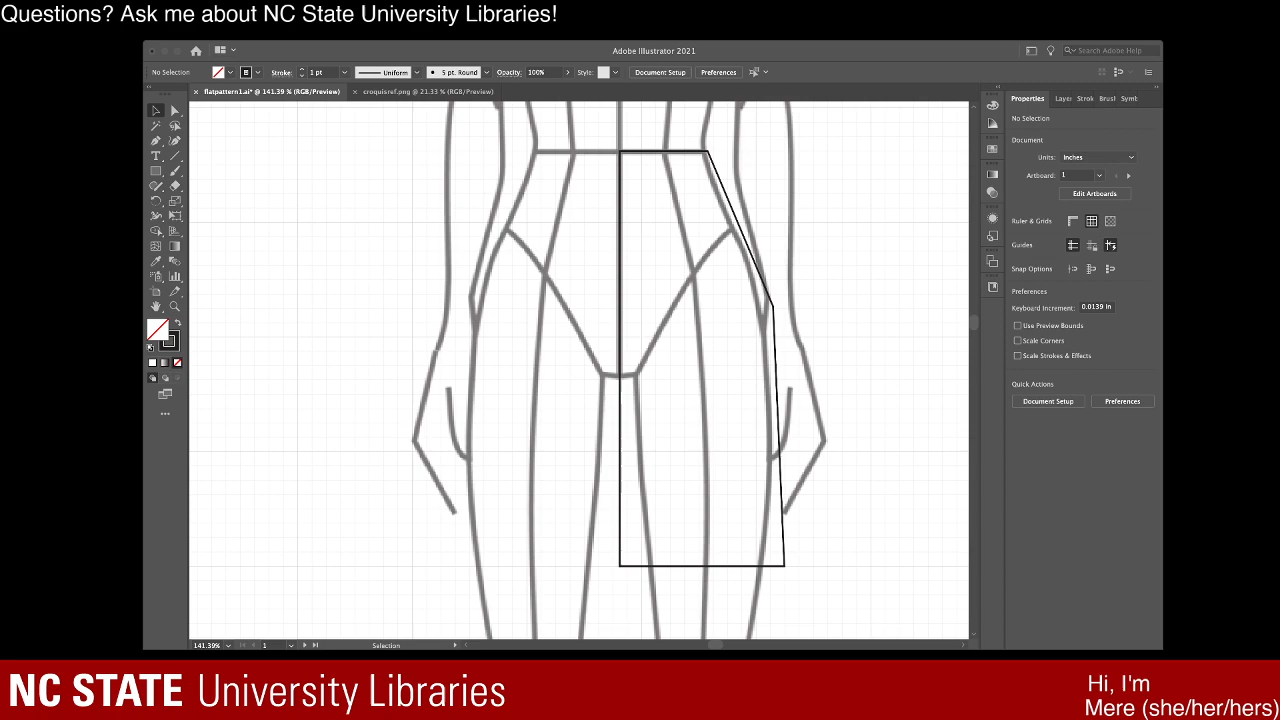 Questions? Ask me about NC State University Libraries!
Adobe Illustrator 2021
Search Adobe Help
No Selection
Stroke:
1 pt
Uniform
5 pt. Round
Opacity:
100%
Style:
Document Setup
Preferences
flatpattern1.ai* @ 141.39 % (RGB/Preview)
croquisref.png @ 21.33 % (RGB/Preview)
Properties
Layer
Strok
Brusl
Symb
No Selection
Document
Units:
Inches
Artboard:
1
Edit Artboards
Ruler & Grids
Guides
Snap Options
Preferences
Keyboard Increment:
0.0139 in
Use Preview Bounds
Scale Corners
Scale Strokes & Effects
Quick Actions
Document Setup
Preferences
141.39%
1
Selection
NC STATE University Libraries
Hi, I'm
Mere (she/her/hers)